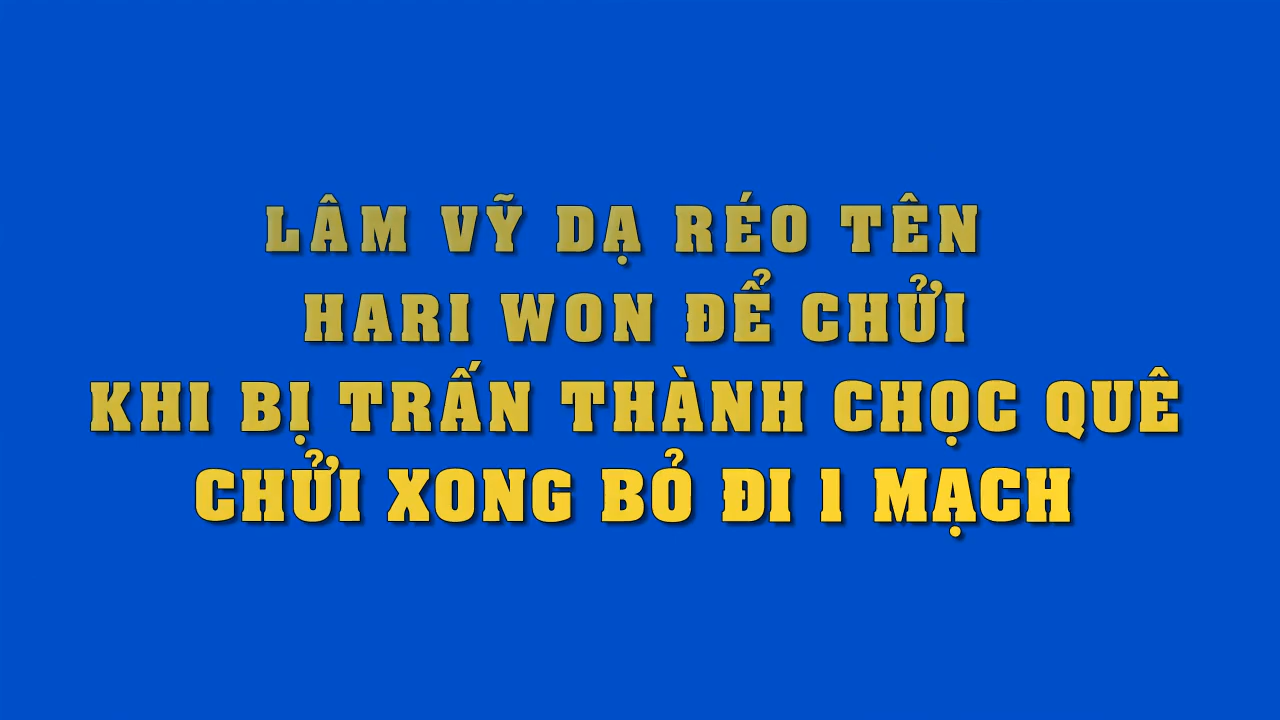 LÂM VỸ DẠ RÉO TÊN
HARI WON ĐỂ CHỬI
KHI BỊ TRẤN THÀNH CHỌC QUÊ
CHỬI XONG BỎ ĐI 1 MẠCH